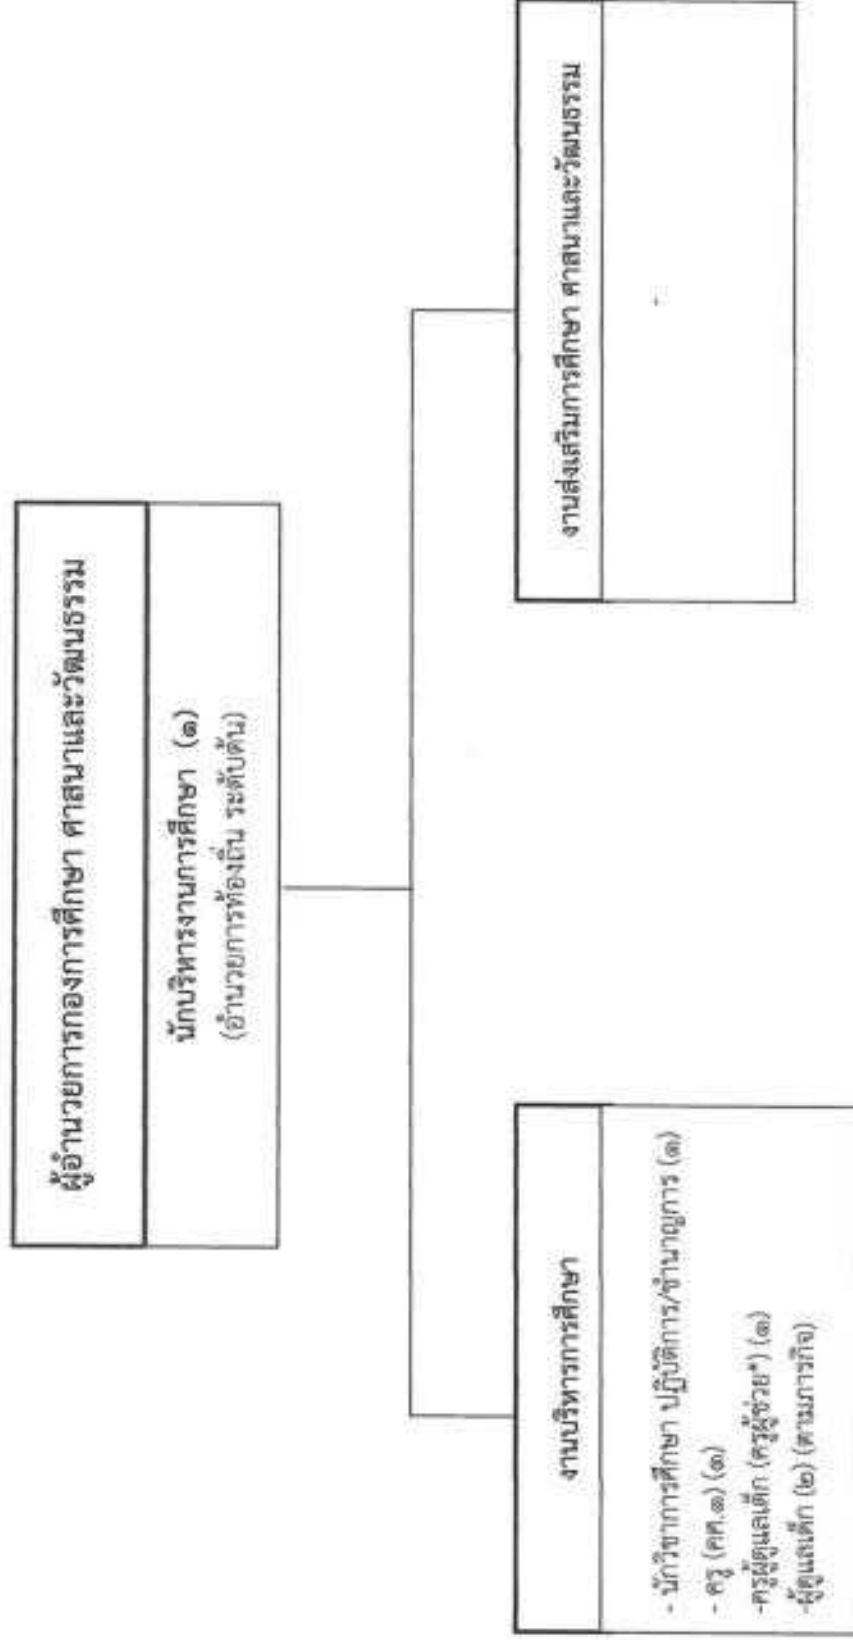 ผู้อำนวยการกองการศึกษา ศาสนาและวัฒนธรรม
นักบริหารงานการศึกษา (๑)
(อำนวยการท้องถิ่น ระดับต้น)
งานบริหารการศึกษา
- นักวิชาการศึกษา ปฏิบัติการ/ชำนาญการ (๑)
- ครู (คศ.๑) (๑)
-ครูผู้ดูแลเด็ก (ครูผู้ช่วย*) (๑)
-ผู้ดูแลเด็ก (๒) (ตามภารกิจ)
งานส่งเสริมการศึกษา ศาสนาและวัฒนธรรม
-